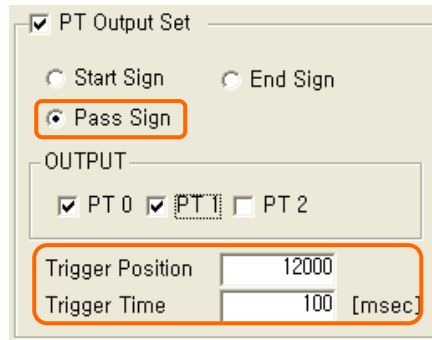 PT Output Set
Start Sign End Sign
Pass Sign
OUTPUT
PT 0 PT 1 PT 2
Trigger Position 12000
Trigger Time 100 [msec]